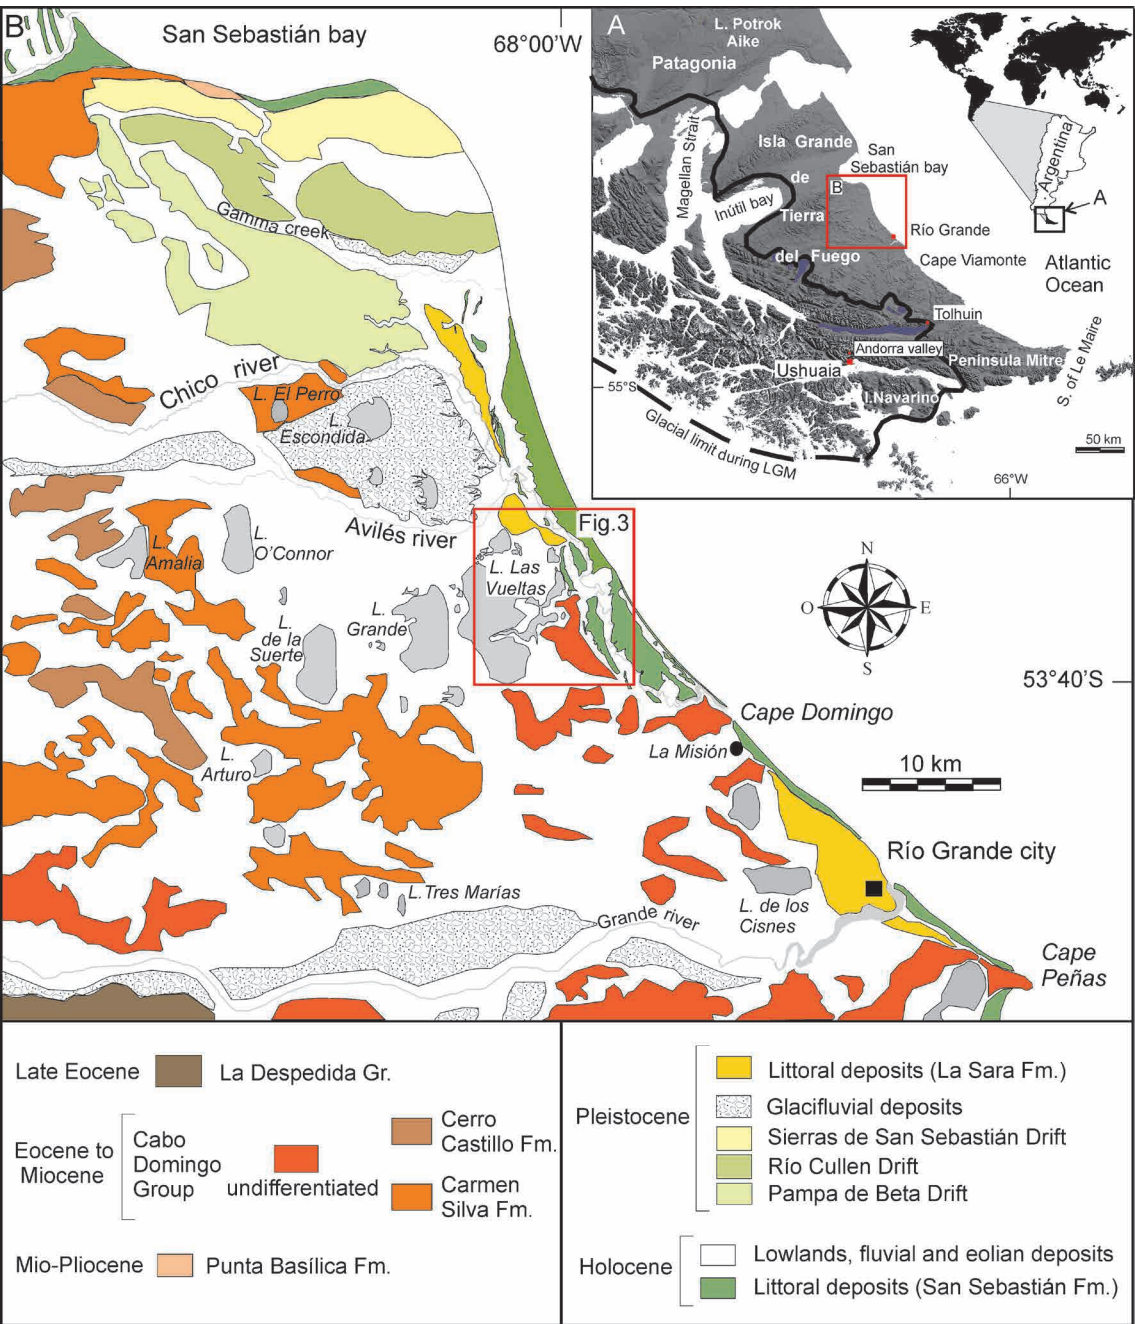 B
San Sebastián bay
68°00'W
Gamma creek
Chico river
L. El Perro
L.
Escondida
Avilés river
L.
Amalia
L.
O'Connor
L.
de la
Suerte
L.
Grande
L. Las
Vueltas
Fig.3
L.
Arturo
L.Tres Marías
Grande river
Cape Domingo
La Misión
L. de los
Cisnes
Río Grande city
Cape
Peñas
N
O
E
S
53°40'S
10 km
A
L. Potrok
Aike
Patagonia
Magellan Strait
Isla Grande
de
Tierra
del Fuego
Inútil bay
San
Sebastián bay
B
Río Grande
Cape Viamonte
Atlantic
Ocean
Argentina
A
Tolhuin
Andorra valley
Ushuaia
Península Mitre
I.Navarino
S. of Le Maire
55°S
Glacial limit during LGM
50 km
66°W
Late Eocene
La Despedida Gr.
Eocene to
Miocene
Cabo
Domingo
Group
undifferentiated
Cerro
Castillo Fm.
Carmen
Silva Fm.
Mio-Pliocene
Punta Basílica Fm.
Pleistocene
Littoral deposits (La Sara Fm.)
Glacifluvial deposits
Sierras de San Sebastián Drift
Río Cullen Drift
Pampa de Beta Drift
Holocene
Lowlands, fluvial and eolian deposits
Littoral deposits (San Sebastián Fm.)